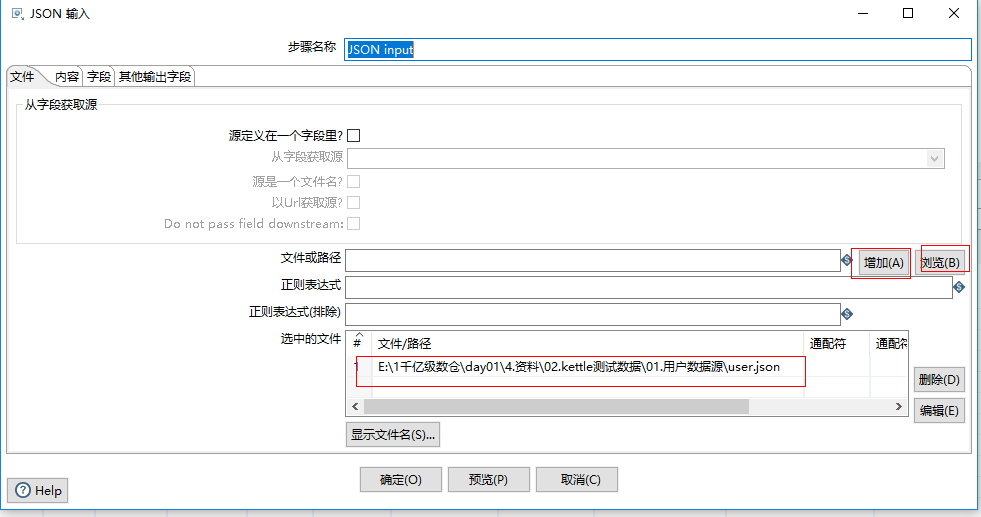 JSON 输入
步骤名称 JSON input
文件 内容 字段 其他输出字段
从字段获取源
源定义在一个字段里?
从字段获取源
源是一个文件名?
以Url获取源?
Do not pass field downstream:
文件或路径 增加(A) 浏览(B)
正则表达式
正则表达式(排除)
选中的文件 # 文件/路径 通配符 通配符
1 E:\1千亿级数仓\day01\4.资料\02.kettle测试数据\01.用户数据源\user.json
删除(D)
编辑(E)
显示文件名(S)...
确定(O) 预览(P) 取消(C)
Help